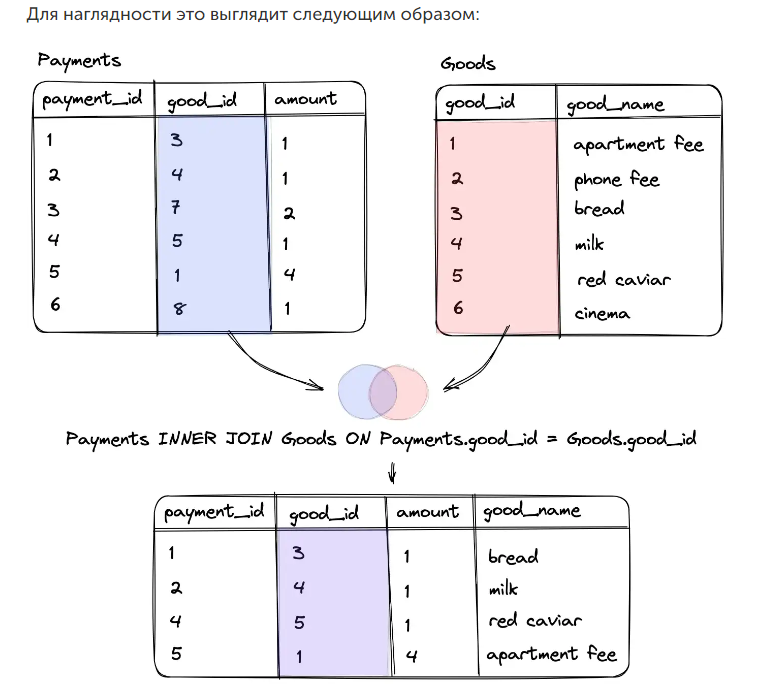 Для наглядности это выглядит следующим образом:
Payments
payment_id good_id amount
1 3 1
2 4 1
3 7 2
4 5 1
5 1 4
6 8 1
Goods
good_id good_name
1 apartment fee
2 phone fee
3 bread
4 milk
5 red caviar
6 cinema
Payments INNER JOIN Goods ON Payments.good_id = Goods.good_id
payment_id good_id amount good_name
1 3 1 bread
2 4 1 milk
4 5 1 red caviar
5 1 4 apartment fee